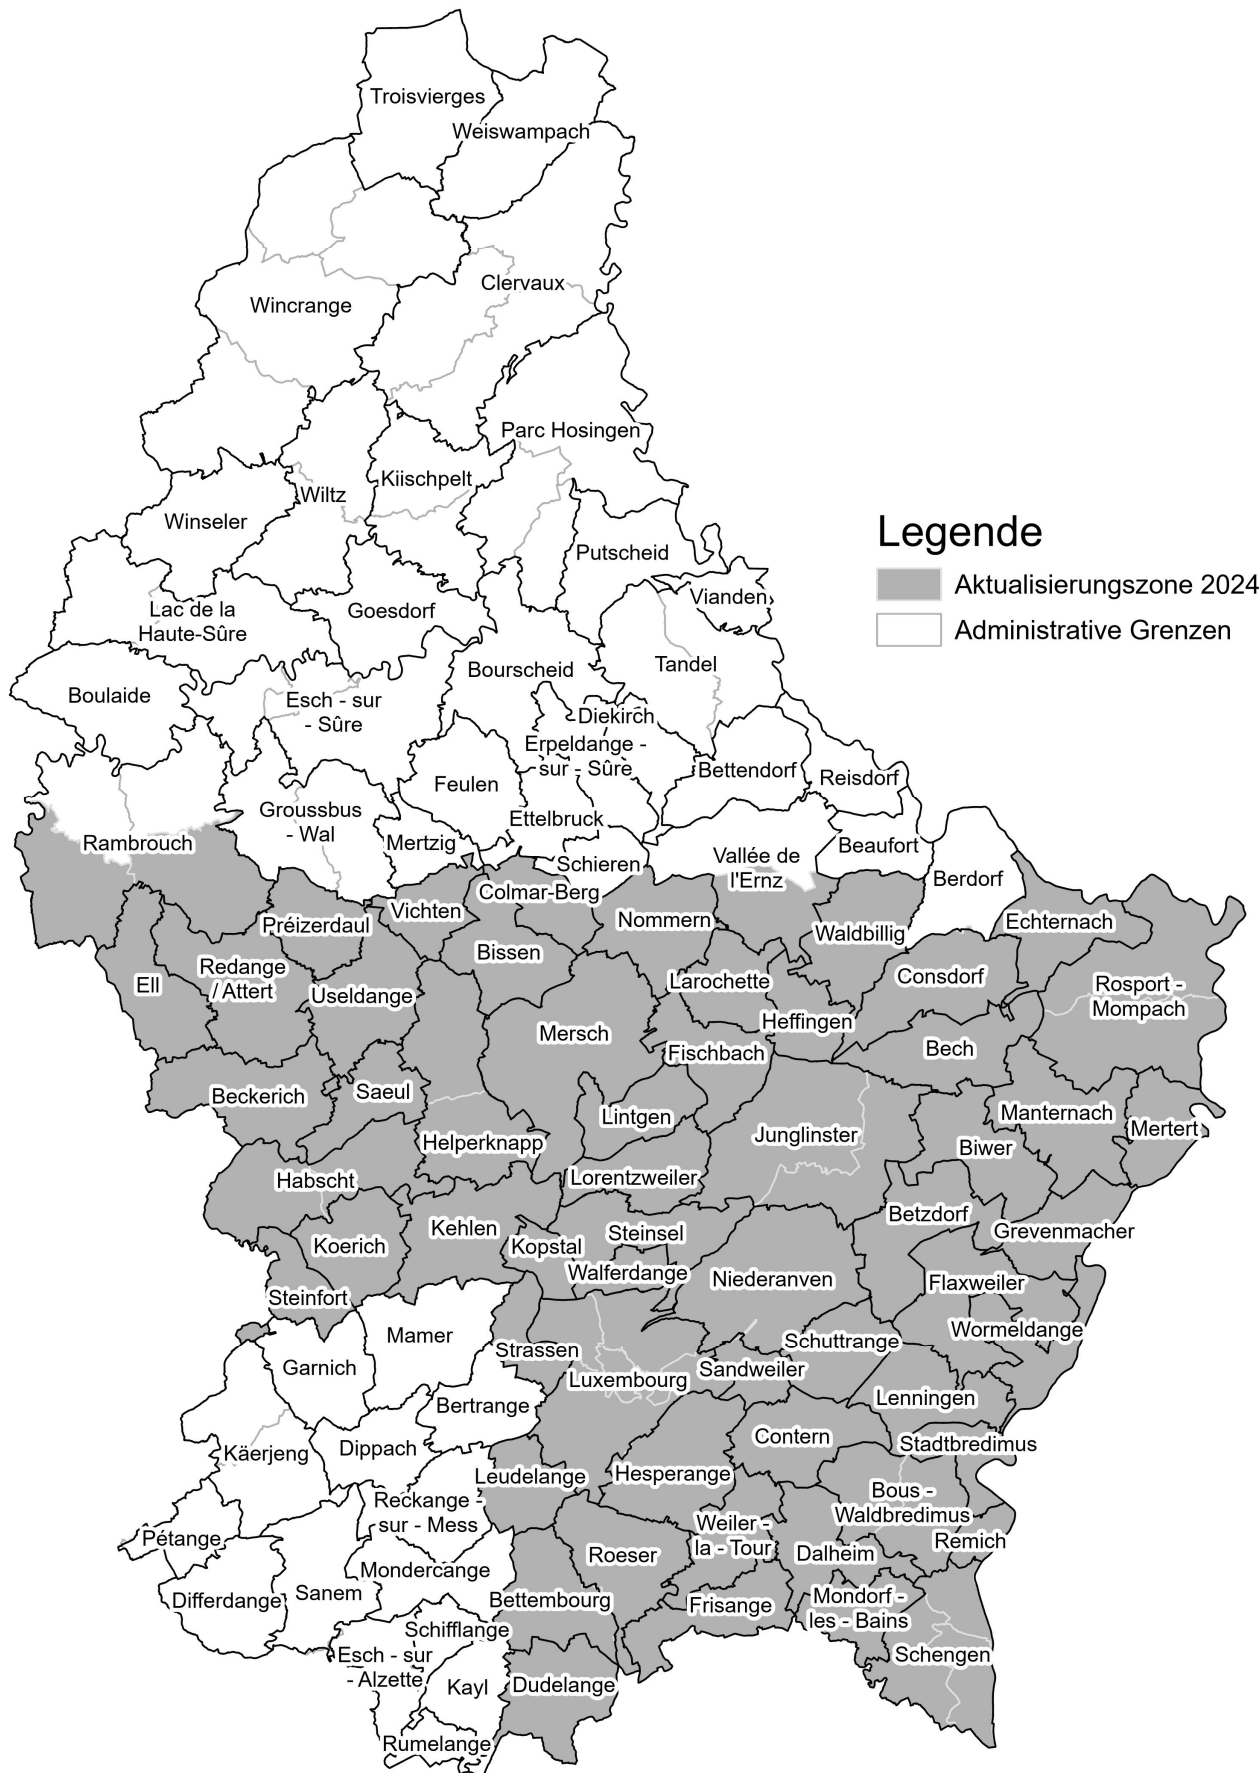 Troisvierges
Weiswampach
Clervaux
Wincrange
Parc Hosingen
Kiischpelt
Wiltz
Winseler
Legende
Putscheid
Aktualisierungszone 2024
Vianden
Lac de la
Haute-Sûre
Goesdorf
Administrative Grenzen
Tandel
Bourscheid
Boulaide
Esch - sur
- Sûre
Diekirch
Erpeldange -
sur - Sûre
Bettendorf
Reisdorf
Feulen
Groussbus
- Wal
Ettelbruck
Rambrouch
Mertzig
Beaufort
Vallée de
l'Ernz
Schieren
Berdorf
Colmar-Berg
Vichten
Préizerdaul
Nommern
Waldbillig
Echternach
Bissen
Redange
/ Attert
Ell
Useldange
Larochette
Consdorf
Rosport -
Mompach
Heffingen
Mersch
Fischbach
Bech
Beckerich
Saeul
Lintgen
Manternach
Mertert
Junglinster
Helperknapp
Biwer
Habscht
Lorentzweiler
Betzdorf
Kehlen
Steinsel
Grevenmacher
Koerich
Kopstal
Walferdange
Niederanven
Flaxweiler
Steinfort
Wormeldange
Mamer
Schuttrange
Strassen
Garnich
Sandweiler
Luxembourg
Lenningen
Bertrange
Contern
Stadtbredimus
Dippach
Käerjeng
Leudelange
Hesperange
Bous -
Waldbredimus
Reckange -
sur - Mess
Weiler -
la - Tour
Pétange
Remich
Roeser
Dalheim
Mondercange
Differdange
Sanem
Bettembourg
Frisange
Mondorf -
les - Bains
Schifflange
Esch - sur
- Alzette
Schengen
Kayl
Dudelange
Rumelange